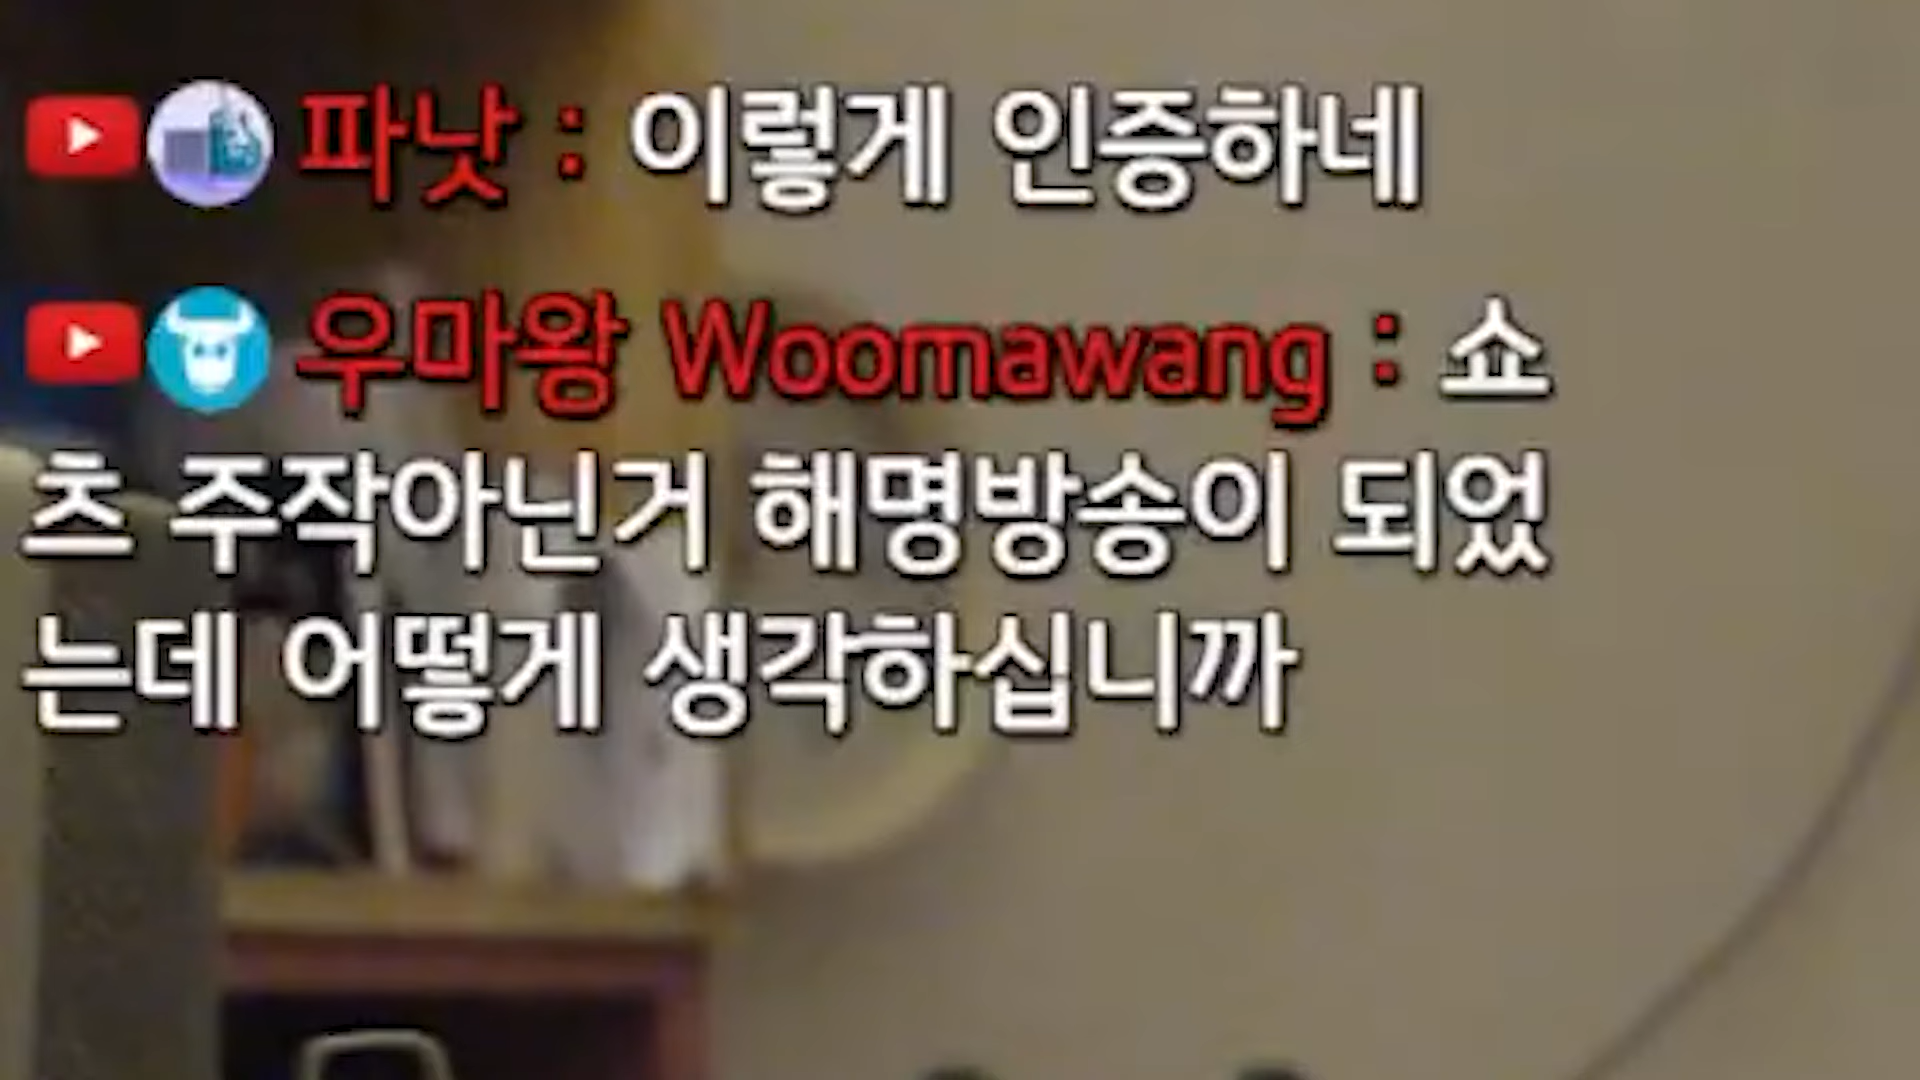 파낫 : 이렇게 인증하네
우마왕 Woomawang : 쇼
츠 주작아닌거 해명방송이 되었
는데 어떻게 생각하십니까